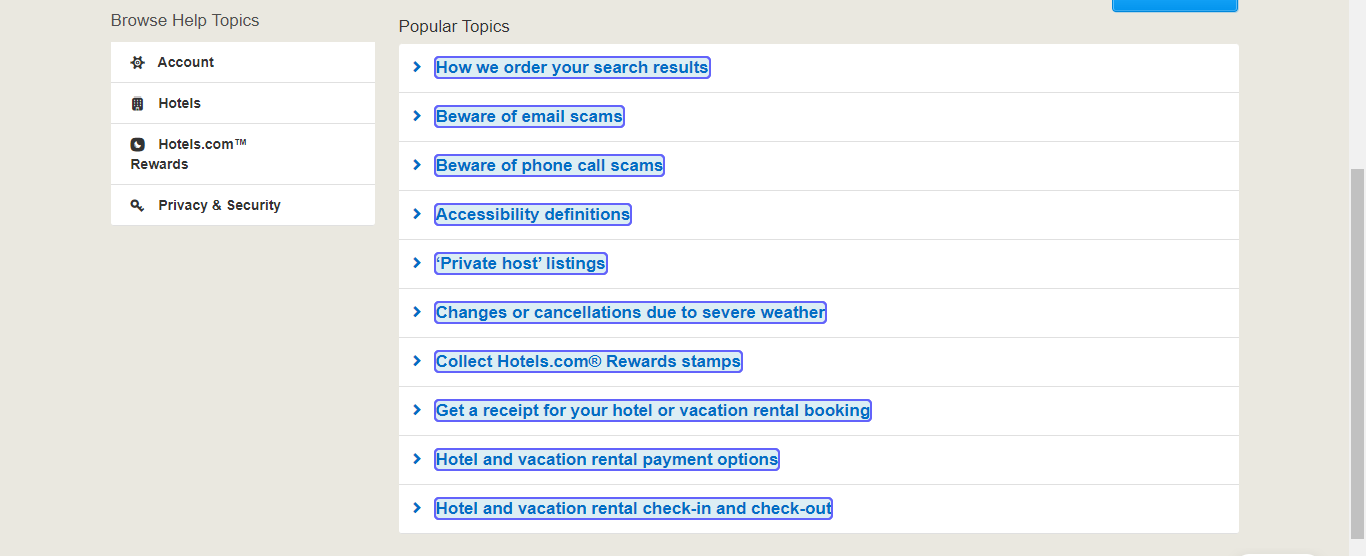 Browse Help Topics
Account
Hotels
Hotels.com™
Rewards
Privacy & Security
Popular Topics
How we order your search results
Beware of email scams
Beware of phone call scams
Accessibility definitions
‘Private host’ listings
Changes or cancellations due to severe weather
Collect Hotels.com® Rewards stamps
Get a receipt for your hotel or vacation rental booking
Hotel and vacation rental payment options
Hotel and vacation rental check-in and check-out